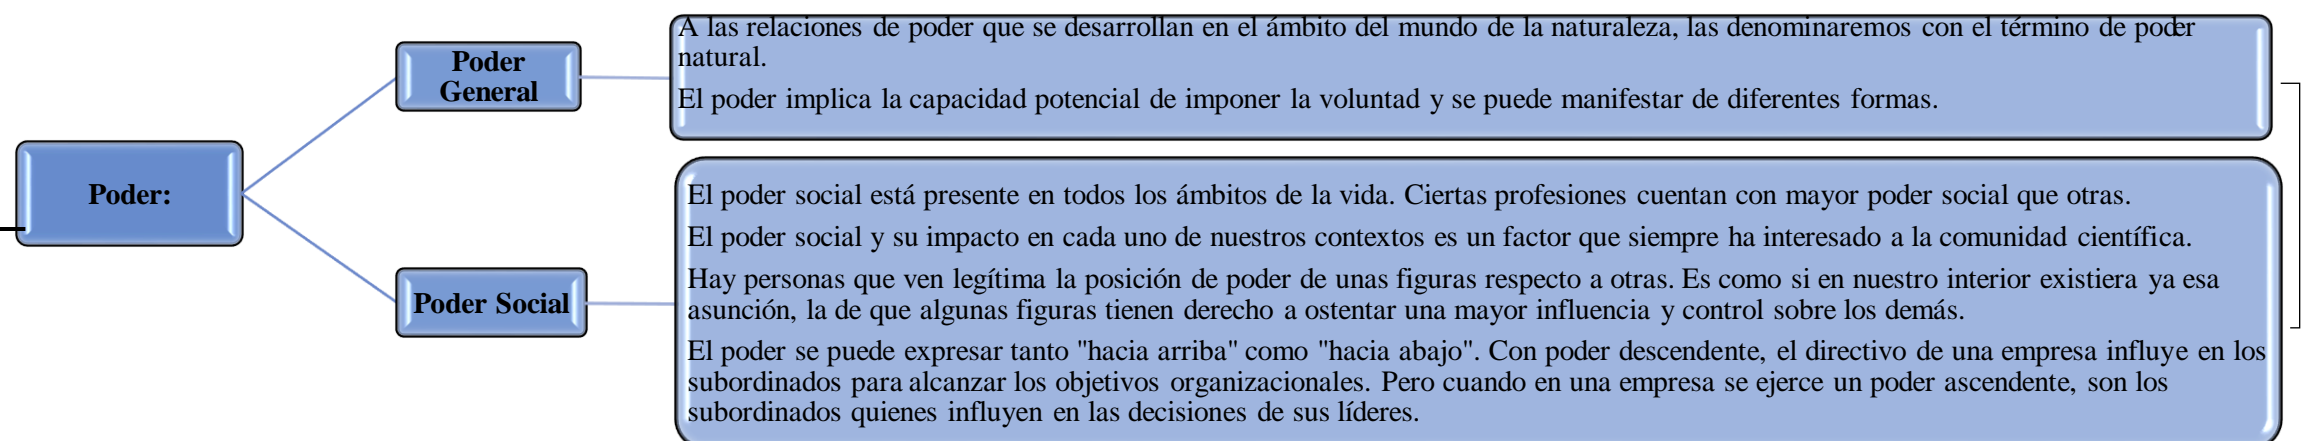 Poder:
Poder
General
A las relaciones de poder que se desarrollan en el ámbito del mundo de la naturaleza, las denominaremos con el término de poder
natural.
El poder implica la capacidad potencial de imponer la voluntad y se puede manifestar de diferentes formas.
Poder Social
El poder social está presente en todos los ámbitos de la vida. Ciertas profesiones cuentan con mayor poder social que otras.
El poder social y su impacto en cada uno de nuestros contextos es un factor que siempre ha interesado a la comunidad científica.
Hay personas que ven legítima la posición de poder de unas figuras respecto a otras. Es como si en nuestro interior existiera ya esa
asunción, la de que algunas figuras tienen derecho a ostentar una mayor influencia y control sobre los demás.
El poder se puede expresar tanto "hacia arriba" como "hacia abajo". Con poder descendente, el directivo de una empresa influye en los
subordinados para alcanzar los objetivos organizacionales. Pero cuando en una empresa se ejerce un poder ascendente, son los
subordinados quienes influyen en las decisiones de sus líderes.